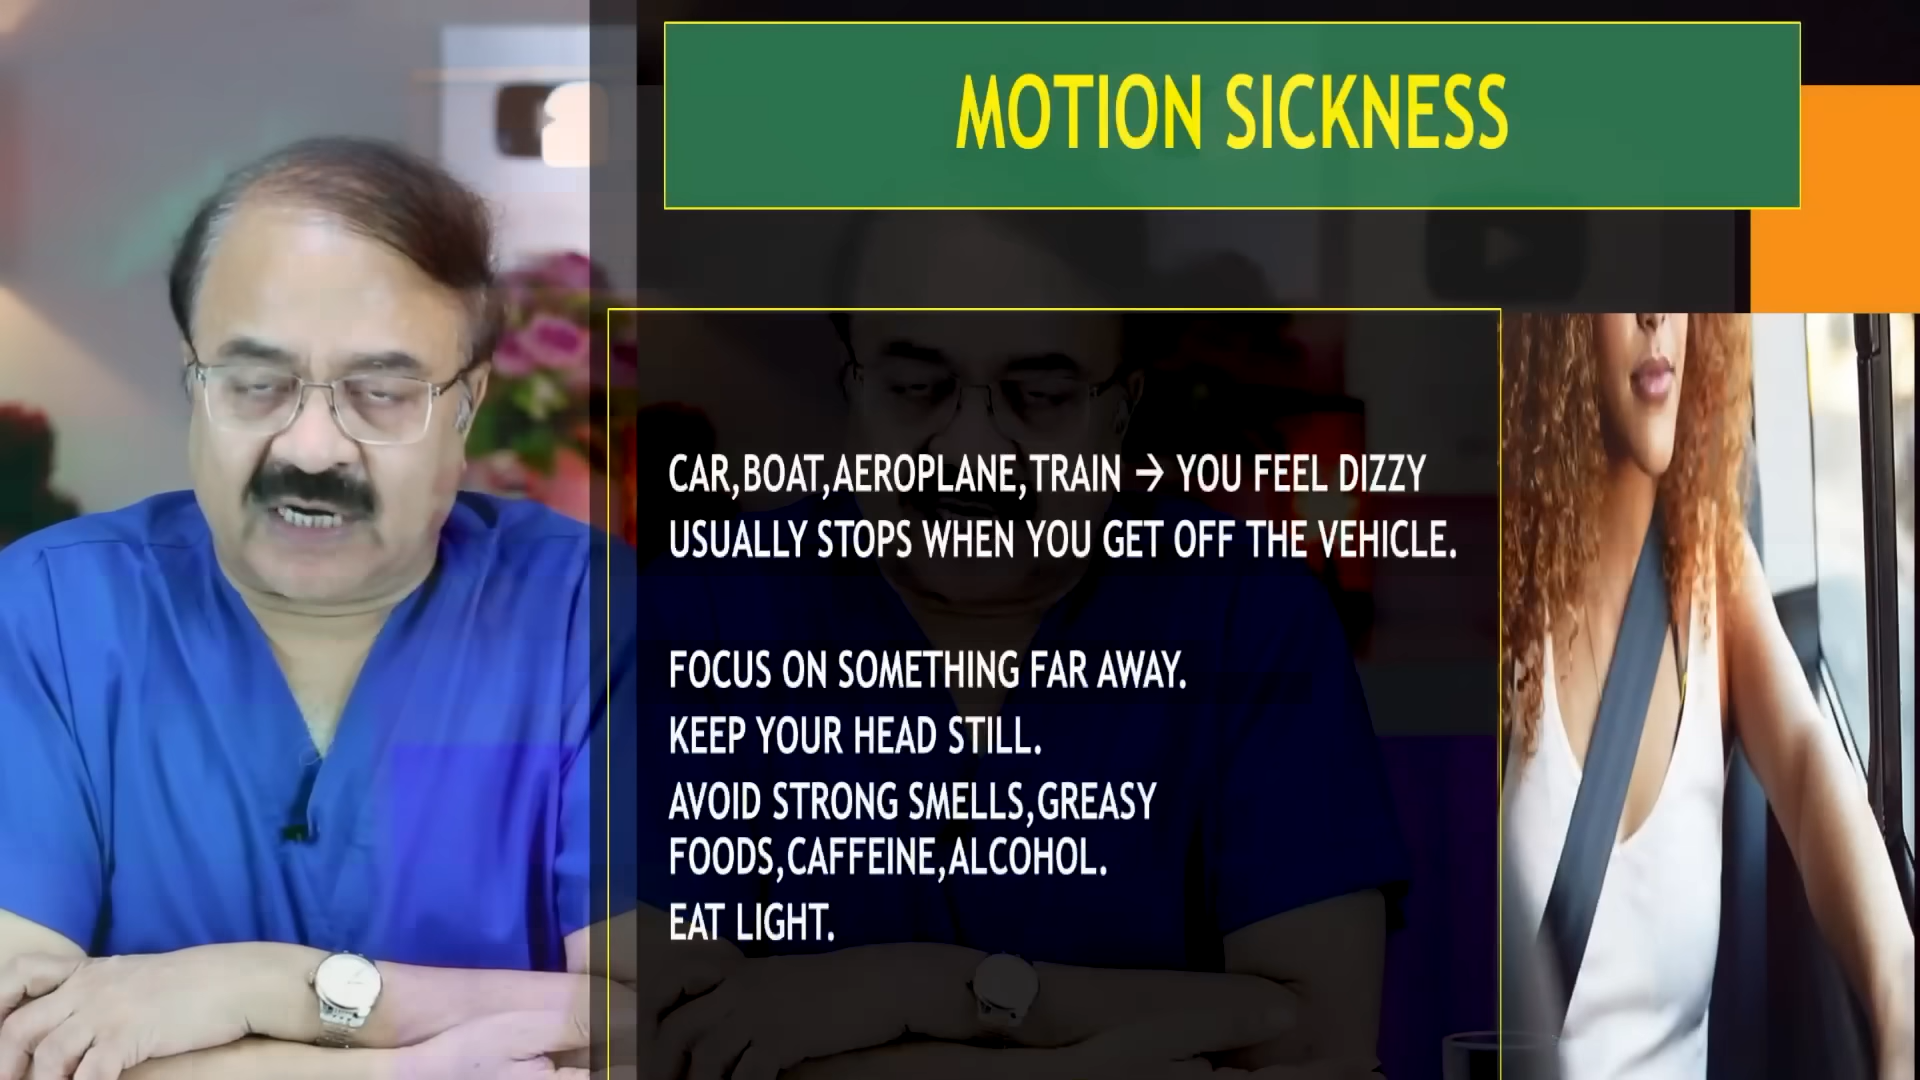 MOTION SICKNESS
CAR,BOAT,AEROPLANE,TRAIN → YOU FEEL DIZZY
USUALLY STOPS WHEN YOU GET OFF THE VEHICLE.
FOCUS ON SOMETHING FAR AWAY.
KEEP YOUR HEAD STILL.
AVOID STRONG SMELLS,GREASY
FOODS,CAFFEINE,ALCOHOL.
EAT LIGHT.